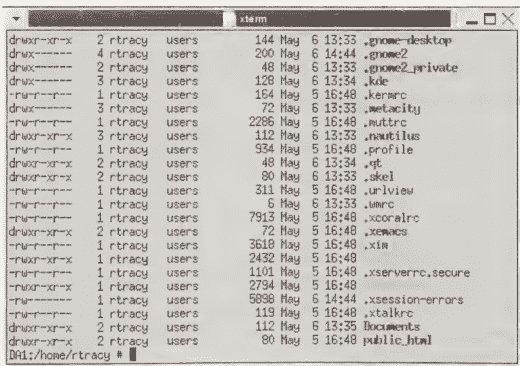 xterm
drwxr-xr-x 2 rtracy users 144 May 6 13:33 .gnome-desktop
drwx------ 4 rtracy users 200 May 6 14:44 .gnome2
drwx------ 2 rtracy users 48 May 6 13:33 .gnome2_private
drwx------ 3 rtracy users 128 May 6 13:34 .kde
-rw-r--r-- 1 rtracy users 164 May 5 16:48 .kermrc
drwx------ 3 rtracy users 72 May 6 13:33 .metacity
-rw-r--r-- 1 rtracy users 2286 May 5 16:48 .muttrc
drwxr-xr-x 3 rtracy users 112 May 6 13:33 .nautilus
-rw-r--r-- 1 rtracy users 934 May 5 16:48 .profile
drwxr-xr-x 2 rtracy users 48 May 6 13:34 .qt
drwx------ 2 rtracy users 80 May 6 13:33 .skel
-rw-r--r-- 1 rtracy users 311 May 5 16:48 .urlview
-rw-r--r-- 1 rtracy users 6 May 6 13:33 .wmrc
-rw-r--r-- 1 rtracy users 7913 May 5 16:48 .xcoralrc
drwxr-xr-x 2 rtracy users 72 May 5 16:48 .xemacs
-rw-r--r-- 1 rtracy users 3618 May 5 16:48 .xim
-rwxr-xr-x 1 rtracy users 2432 May 5 16:48
-rw-r--r-- 1 rtracy users 1101 May 5 16:48 .xserverrc.secure
-rwxr-xr-x 1 rtracy users 2794 May 5 16:48
-rw------- 1 rtracy users 5898 May 6 14:44 .xsession-errors
-rw-r--r-- 1 rtracy users 119 May 5 16:48 .xtalkrc
drwxr-xr-x 2 rtracy users 112 May 6 13:35 Documents
drwxr-xr-x 2 rtracy users 80 May 5 16:48 public_html
DA1:/home/rtracy #